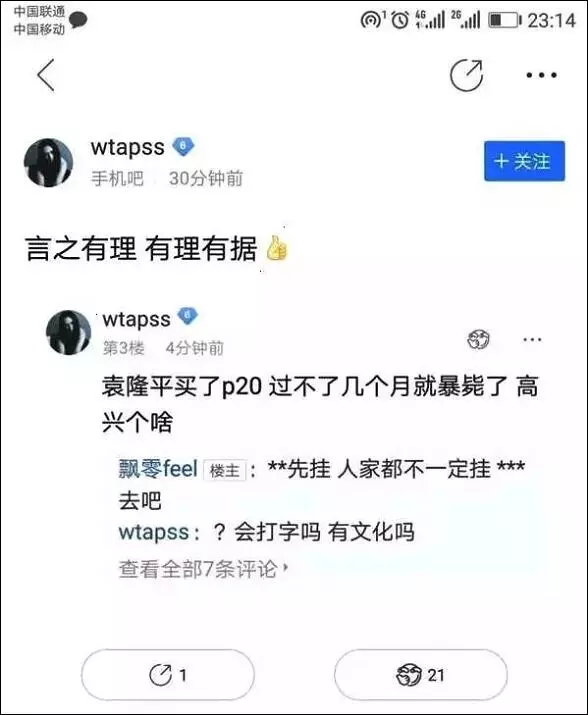 中国联通
中国移动
1 4G 2G 23:14
wtapss 6
手机吧 30分钟前
+ 关注
言之有理 有理有据👍
wtapss 6
第3楼 4分钟前
袁隆平买了p20 过不了几个月就暴毙了 高
兴个啥
飘零feel 楼主 : **先挂 人家都不一定挂 ***
去吧
wtapss : ? 会打字吗 有文化吗
查看全部7条评论
1
21